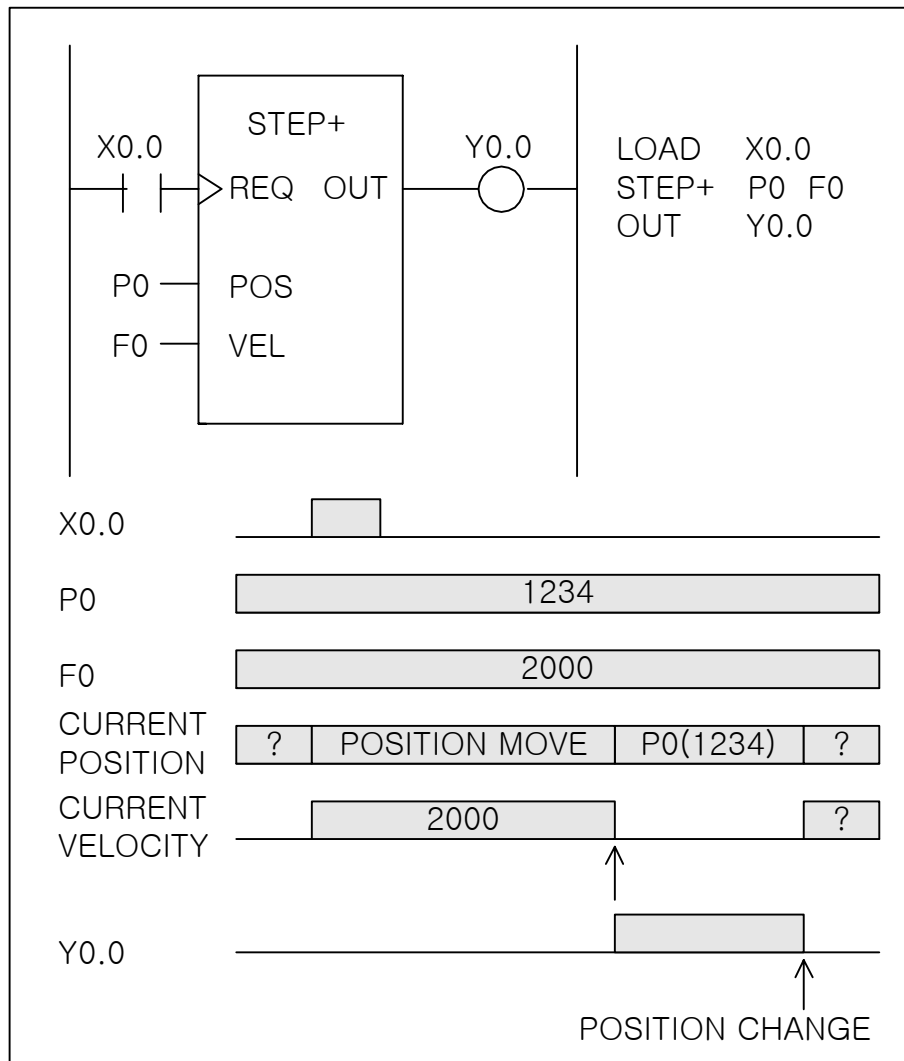 STEP+
X0.0
Y0.0
REQ OUT
P0
POS
F0
VEL
LOAD X0.0
STEP+ P0 F0
OUT Y0.0
X0.0
P0
1234
F0
2000
CURRENT
POSITION
? POSITION MOVE P0(1234) ?
CURRENT
VELOCITY
2000 ?
Y0.0
POSITION CHANGE